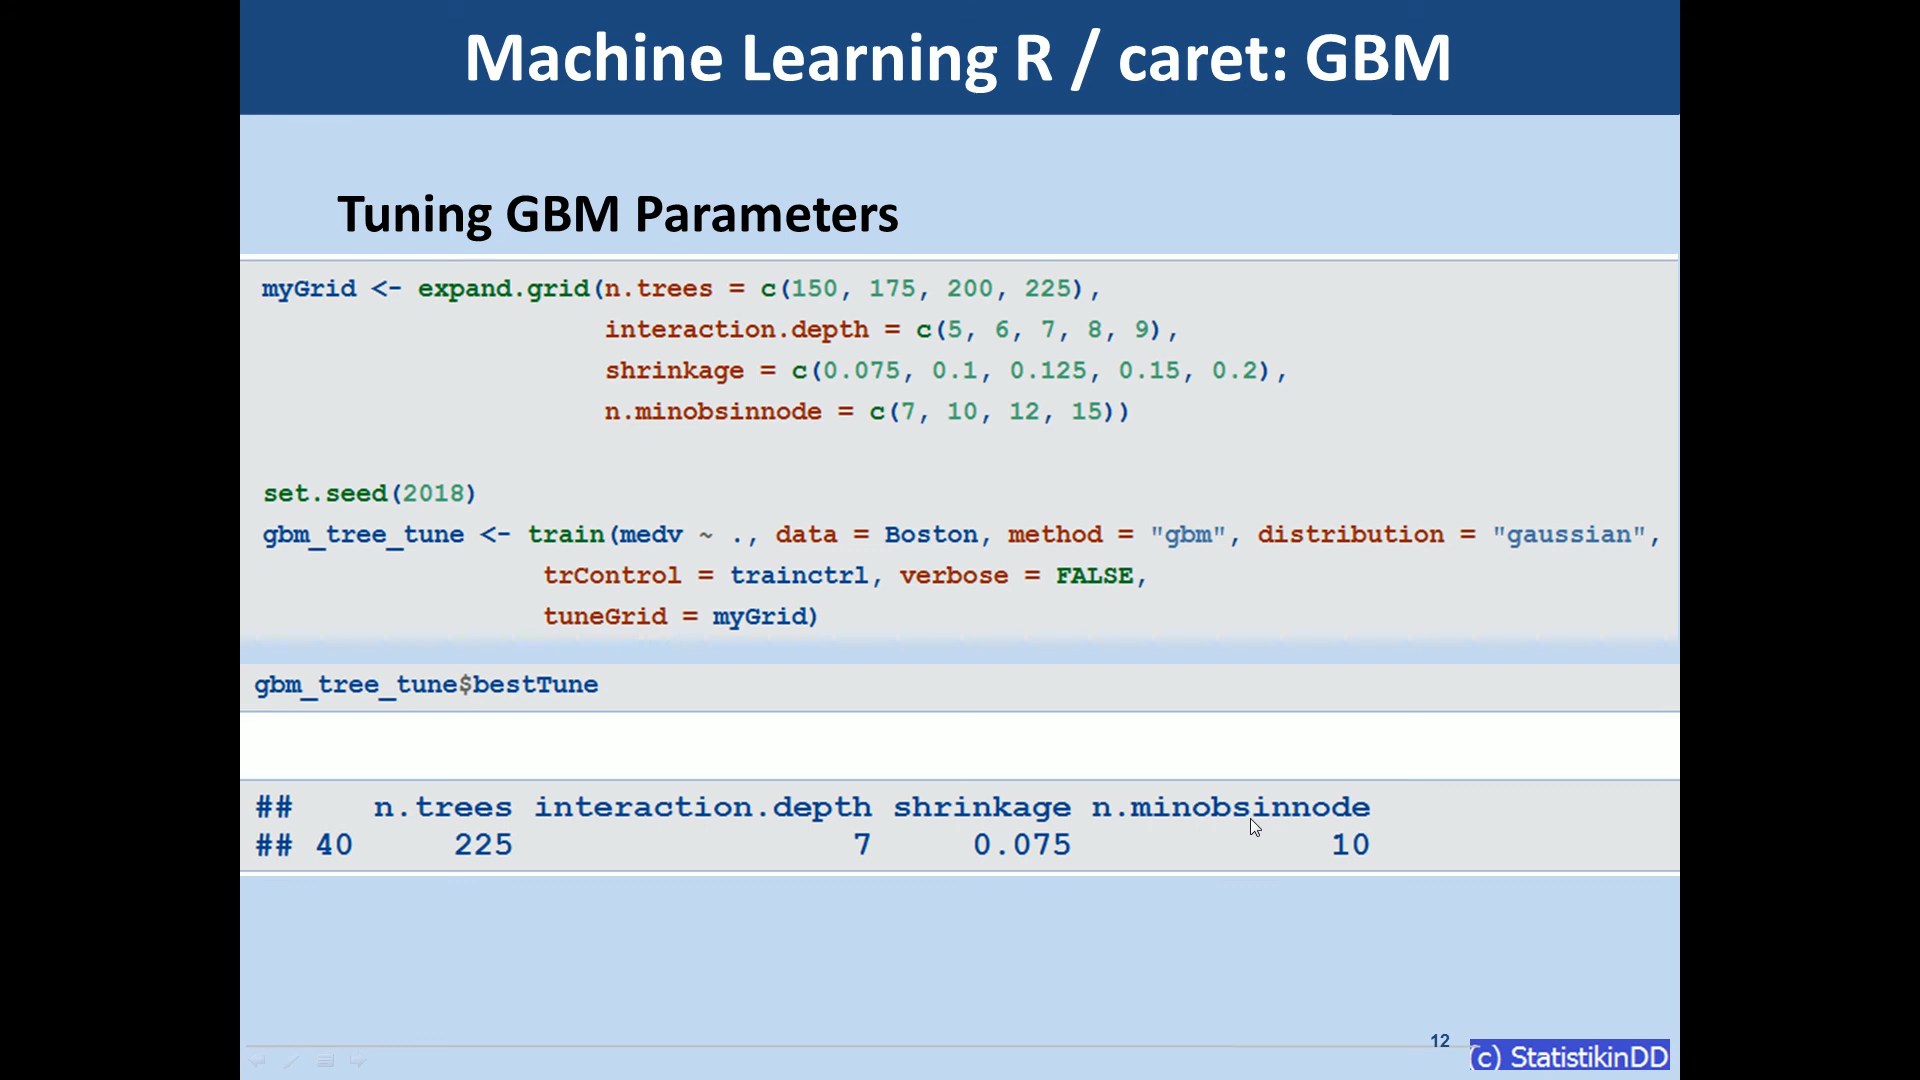 Machine Learning R / caret: GBM
Tuning GBM Parameters
myGrid <- expand.grid(n.trees = c(150, 175, 200, 225),
interaction.depth = c(5, 6, 7, 8, 9),
shrinkage = c(0.075, 0.1, 0.125, 0.15, 0.2),
n.minobsinnode = c(7, 10, 12, 15))
set.seed(2018)
gbm_tree_tune <- train(medv ~ ., data = Boston, method = "gbm", distribution = "gaussian",
trControl = trainctrl, verbose = FALSE,
tuneGrid = myGrid)
gbm_tree_tune$bestTune
## n.trees interaction.depth shrinkage n.minobsinnode
## 40 225 7 0.075 10
12
(c) StatistikinDD